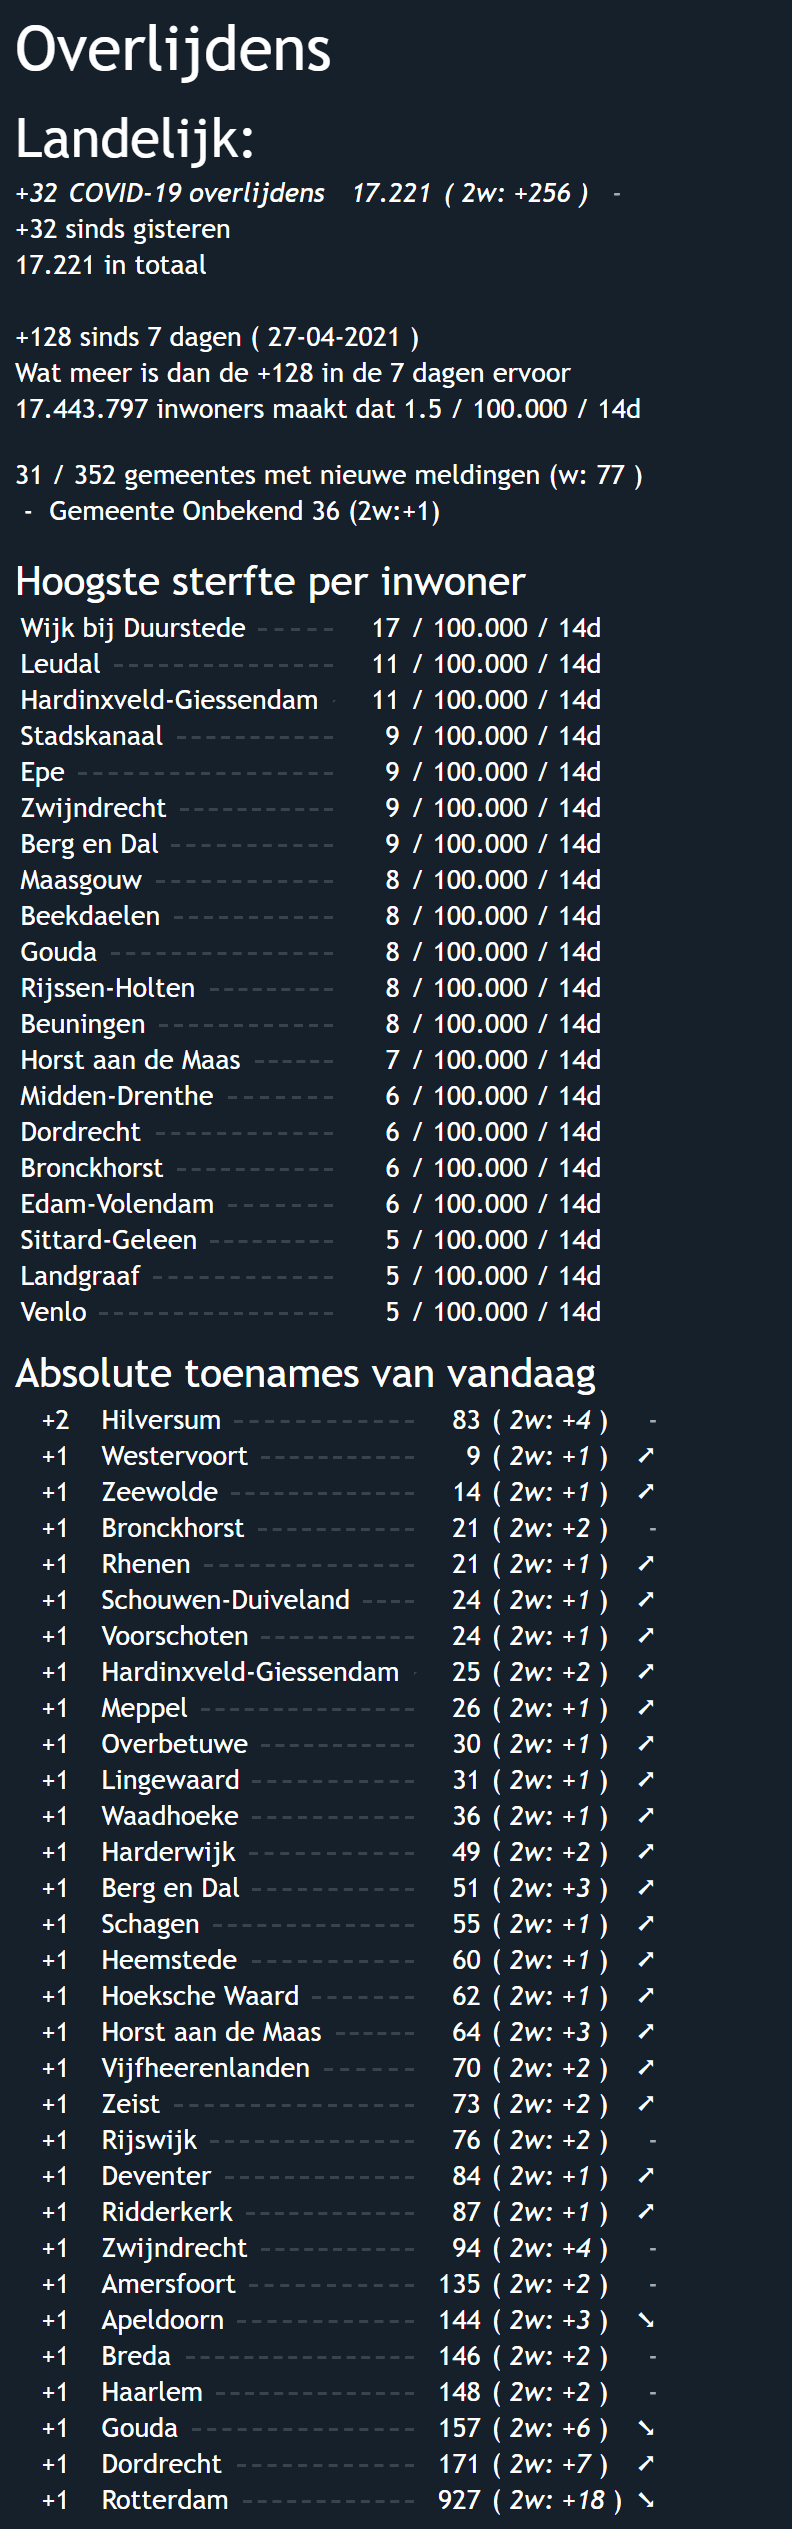 Overlijdens
Landelijk:
+32 COVID-19 overlijdens 17.221 ( 2w: +256 ) -
+32 sinds gisteren
17.221 in totaal
+128 sinds 7 dagen ( 27-04-2021 )
Wat meer is dan de +128 in de 7 dagen ervoor
17.443.797 inwoners maakt dat 1.5 / 100.000 / 14d
31 / 352 gemeentes met nieuwe meldingen (w: 77 )
- Gemeente Onbekend 36 (2w:+1)
Hoogste sterfte per inwoner
Wijk bij Duurstede ----- 17 / 100.000 / 14d
Leudal ------------- 11 / 100.000 / 14d
Hardinxveld-Giessendam - 11 / 100.000 / 14d
Stadskanaal --------- 9 / 100.000 / 14d
Epe --------------- 9 / 100.000 / 14d
Zwijndrecht --------- 9 / 100.000 / 14d
Berg en Dal ---------- 9 / 100.000 / 14d
Maasgouw ----------- 8 / 100.000 / 14d
Beekdaelen ---------- 8 / 100.000 / 14d
Gouda ------------- 8 / 100.000 / 14d
Rijssen-Holten ------- 8 / 100.000 / 14d
Beuningen ---------- 8 / 100.000 / 14d
Horst aan de Maas ----- 7 / 100.000 / 14d
Midden-Drenthe ------ 6 / 100.000 / 14d
Dordrecht ----------- 6 / 100.000 / 14d
Bronckhorst --------- 6 / 100.000 / 14d
Edam-Volendam ------ 6 / 100.000 / 14d
Sittard-Geleen ------- 5 / 100.000 / 14d
Landgraaf ----------- 5 / 100.000 / 14d
Venlo -------------- 5 / 100.000 / 14d
Absolute toenames van vandaag
+2 Hilversum ----------- 83 ( 2w: +4 ) -
+1 Westervoort --------- 9 ( 2w: +1 ) ➚
+1 Zeewolde ----------- 14 ( 2w: +1 ) ➚
+1 Bronckhorst --------- 21 ( 2w: +2 ) -
+1 Rhenen ------------ 21 ( 2w: +1 ) ➚
+1 Schouwen-Duiveland --- 24 ( 2w: +1 ) ➚
+1 Voorschoten --------- 24 ( 2w: +1 ) ➚
+1 Hardinxveld-Giessendam - 25 ( 2w: +2 ) ➚
+1 Meppel ------------- 26 ( 2w: +1 ) ➚
+1 Overbetuwe --------- 30 ( 2w: +1 ) ➚
+1 Lingewaard ---------- 31 ( 2w: +1 ) ➚
+1 Waadhoeke ---------- 36 ( 2w: +1 ) ➚
+1 Harderwijk ---------- 49 ( 2w: +2 ) ➚
+1 Berg en Dal ---------- 51 ( 2w: +3 ) ➚
+1 Schagen ------------ 55 ( 2w: +1 ) ➚
+1 Heemstede ---------- 60 ( 2w: +1 ) ➚
+1 Hoeksche Waard ------ 62 ( 2w: +1 ) ➚
+1 Horst aan de Maas ----- 64 ( 2w: +3 ) ➚
+1 Vijfheerenlanden ------ 70 ( 2w: +2 ) ➚
+1 Zeist -------------- 73 ( 2w: +2 ) ➚
+1 Rijswijk ------------ 76 ( 2w: +2 ) -
+1 Deventer ----------- 84 ( 2w: +1 ) ➚
+1 Ridderkerk ---------- 87 ( 2w: +1 ) ➚
+1 Zwijndrecht --------- 94 ( 2w: +4 ) -
+1 Amersfoort ---------- 135 ( 2w: +2 ) -
+1 Apeldoorn ----------- 144 ( 2w: +3 ) ➘
+1 Breda ------------- 146 ( 2w: +2 ) -
+1 Haarlem ------------ 148 ( 2w: +2 ) -
+1 Gouda ------------- 157 ( 2w: +6 ) ➘
+1 Dordrecht ----------- 171 ( 2w: +7 ) ➚
+1 Rotterdam ---------- 927 ( 2w: +18 ) ➘